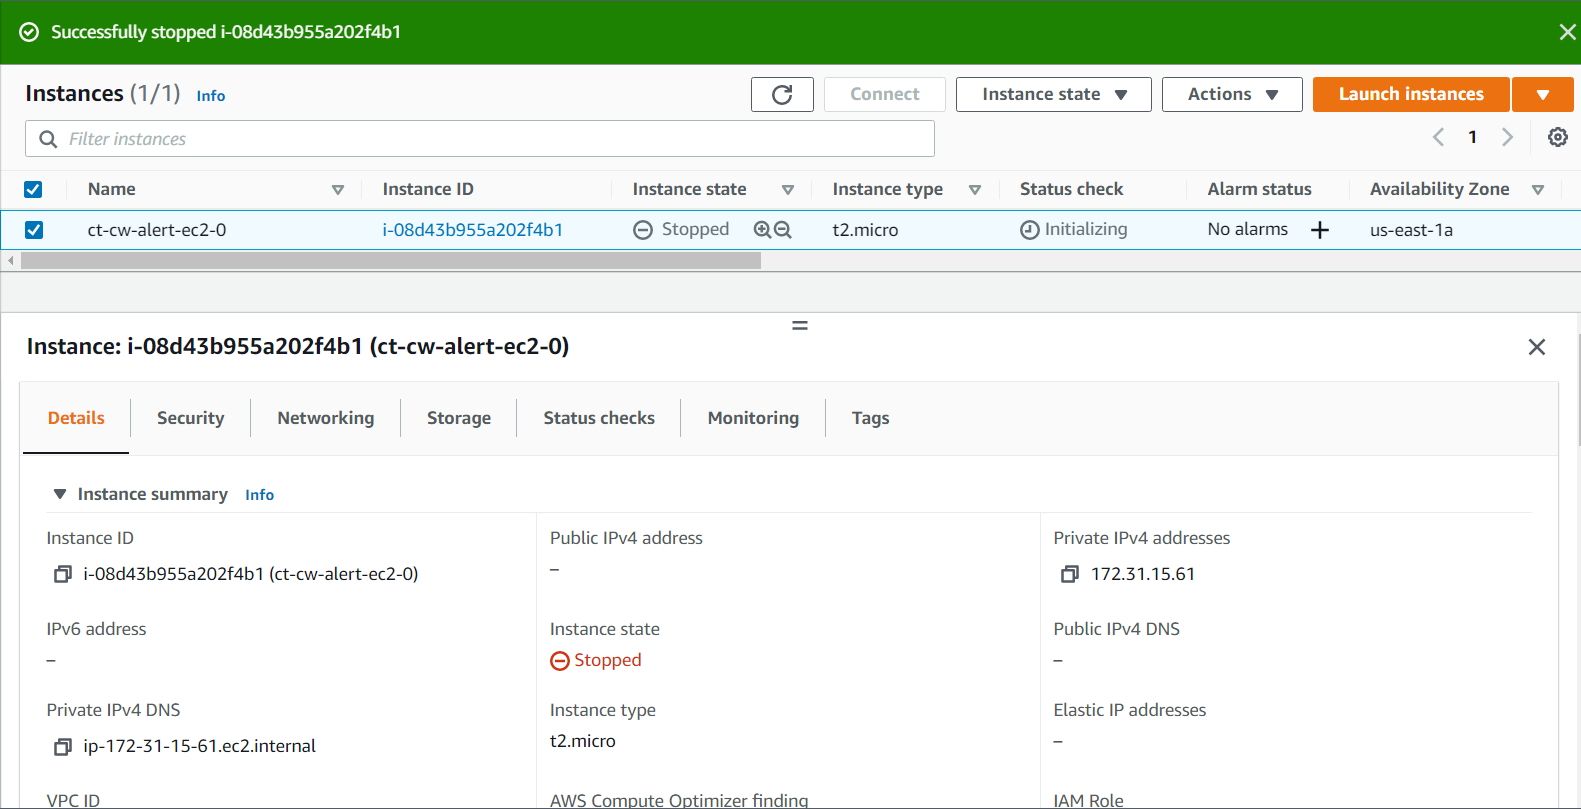 Successfully stopped i-08d43b955a202f4b1
Instances (1/1) Info
Connect
Instance state
Actions
Launch instances
Filter instances
1
Name Instance ID Instance state Instance type Status check Alarm status Availability Zone
ct-cw-alert-ec2-0 i-08d43b955a202f4b1 Stopped t2.micro Initializing No alarms + us-east-1a
Instance: i-08d43b955a202f4b1 (ct-cw-alert-ec2-0)
Details Security Networking Storage Status checks Monitoring Tags
Instance summary Info
Instance ID
i-08d43b955a202f4b1 (ct-cw-alert-ec2-0)
Public IPv4 address
–
Private IPv4 addresses
172.31.15.61
IPv6 address
–
Instance state
Stopped
Public IPv4 DNS
–
Private IPv4 DNS
ip-172-31-15-61.ec2.internal
Instance type
t2.micro
Elastic IP addresses
–
VPC ID
AWS Compute Optimizer finding
IAM Role